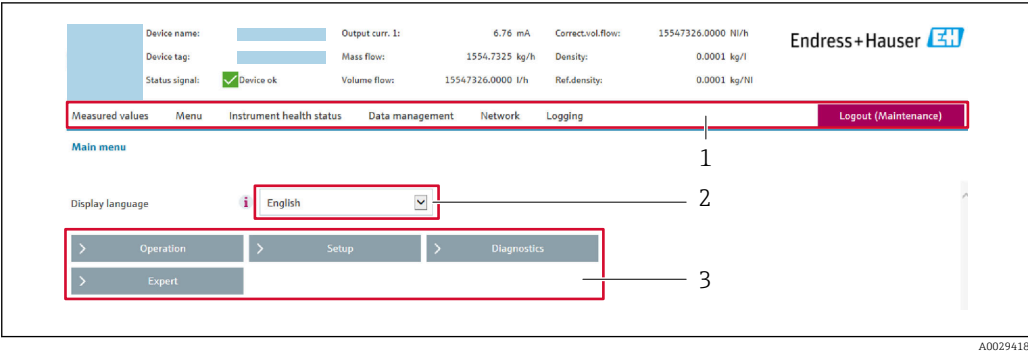 Device name: Output curr. 1: 6.76 mA Correct.vol.flow: 15547326.0000 Nl/h
Endress+Hauser EH
Device tag: Mass flow: 1554.7325 kg/h Density: 0.0001 kg/l
Status signal: Device ok Volume flow: 15547326.0000 l/h Ref.density: 0.0001 kg/Nl
Measured values Menu Instrument health status Data management Network Logging Logout (Maintenance)
1
Main menu
Display language i English 2
> Operation > Setup > Diagnostics
> Expert 3
A0029418